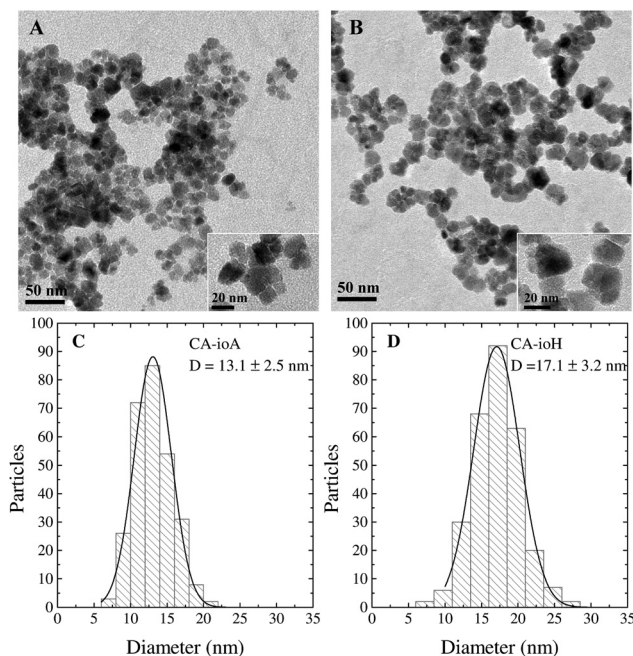 A
50 nm
20 nm
B
50 nm
20 nm
C
CA-ioA
D = 13.1 ± 2.5 nm
Particles
100
90
80
70
60
50
40
30
20
10
0
0 5 10 15 20 25 30 35
Diameter (nm)
D
CA-ioH
D =17.1 ± 3.2 nm
Particles
100
90
80
70
60
50
40
30
20
10
0
0 5 10 15 20 25 30 35
Diameter (nm)